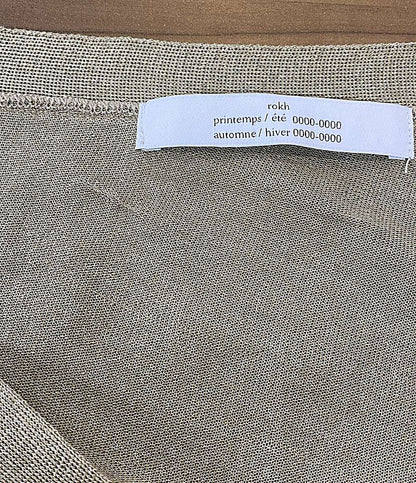 rokh
printemps / été 0000-0000
automne / hiver 0000-0000